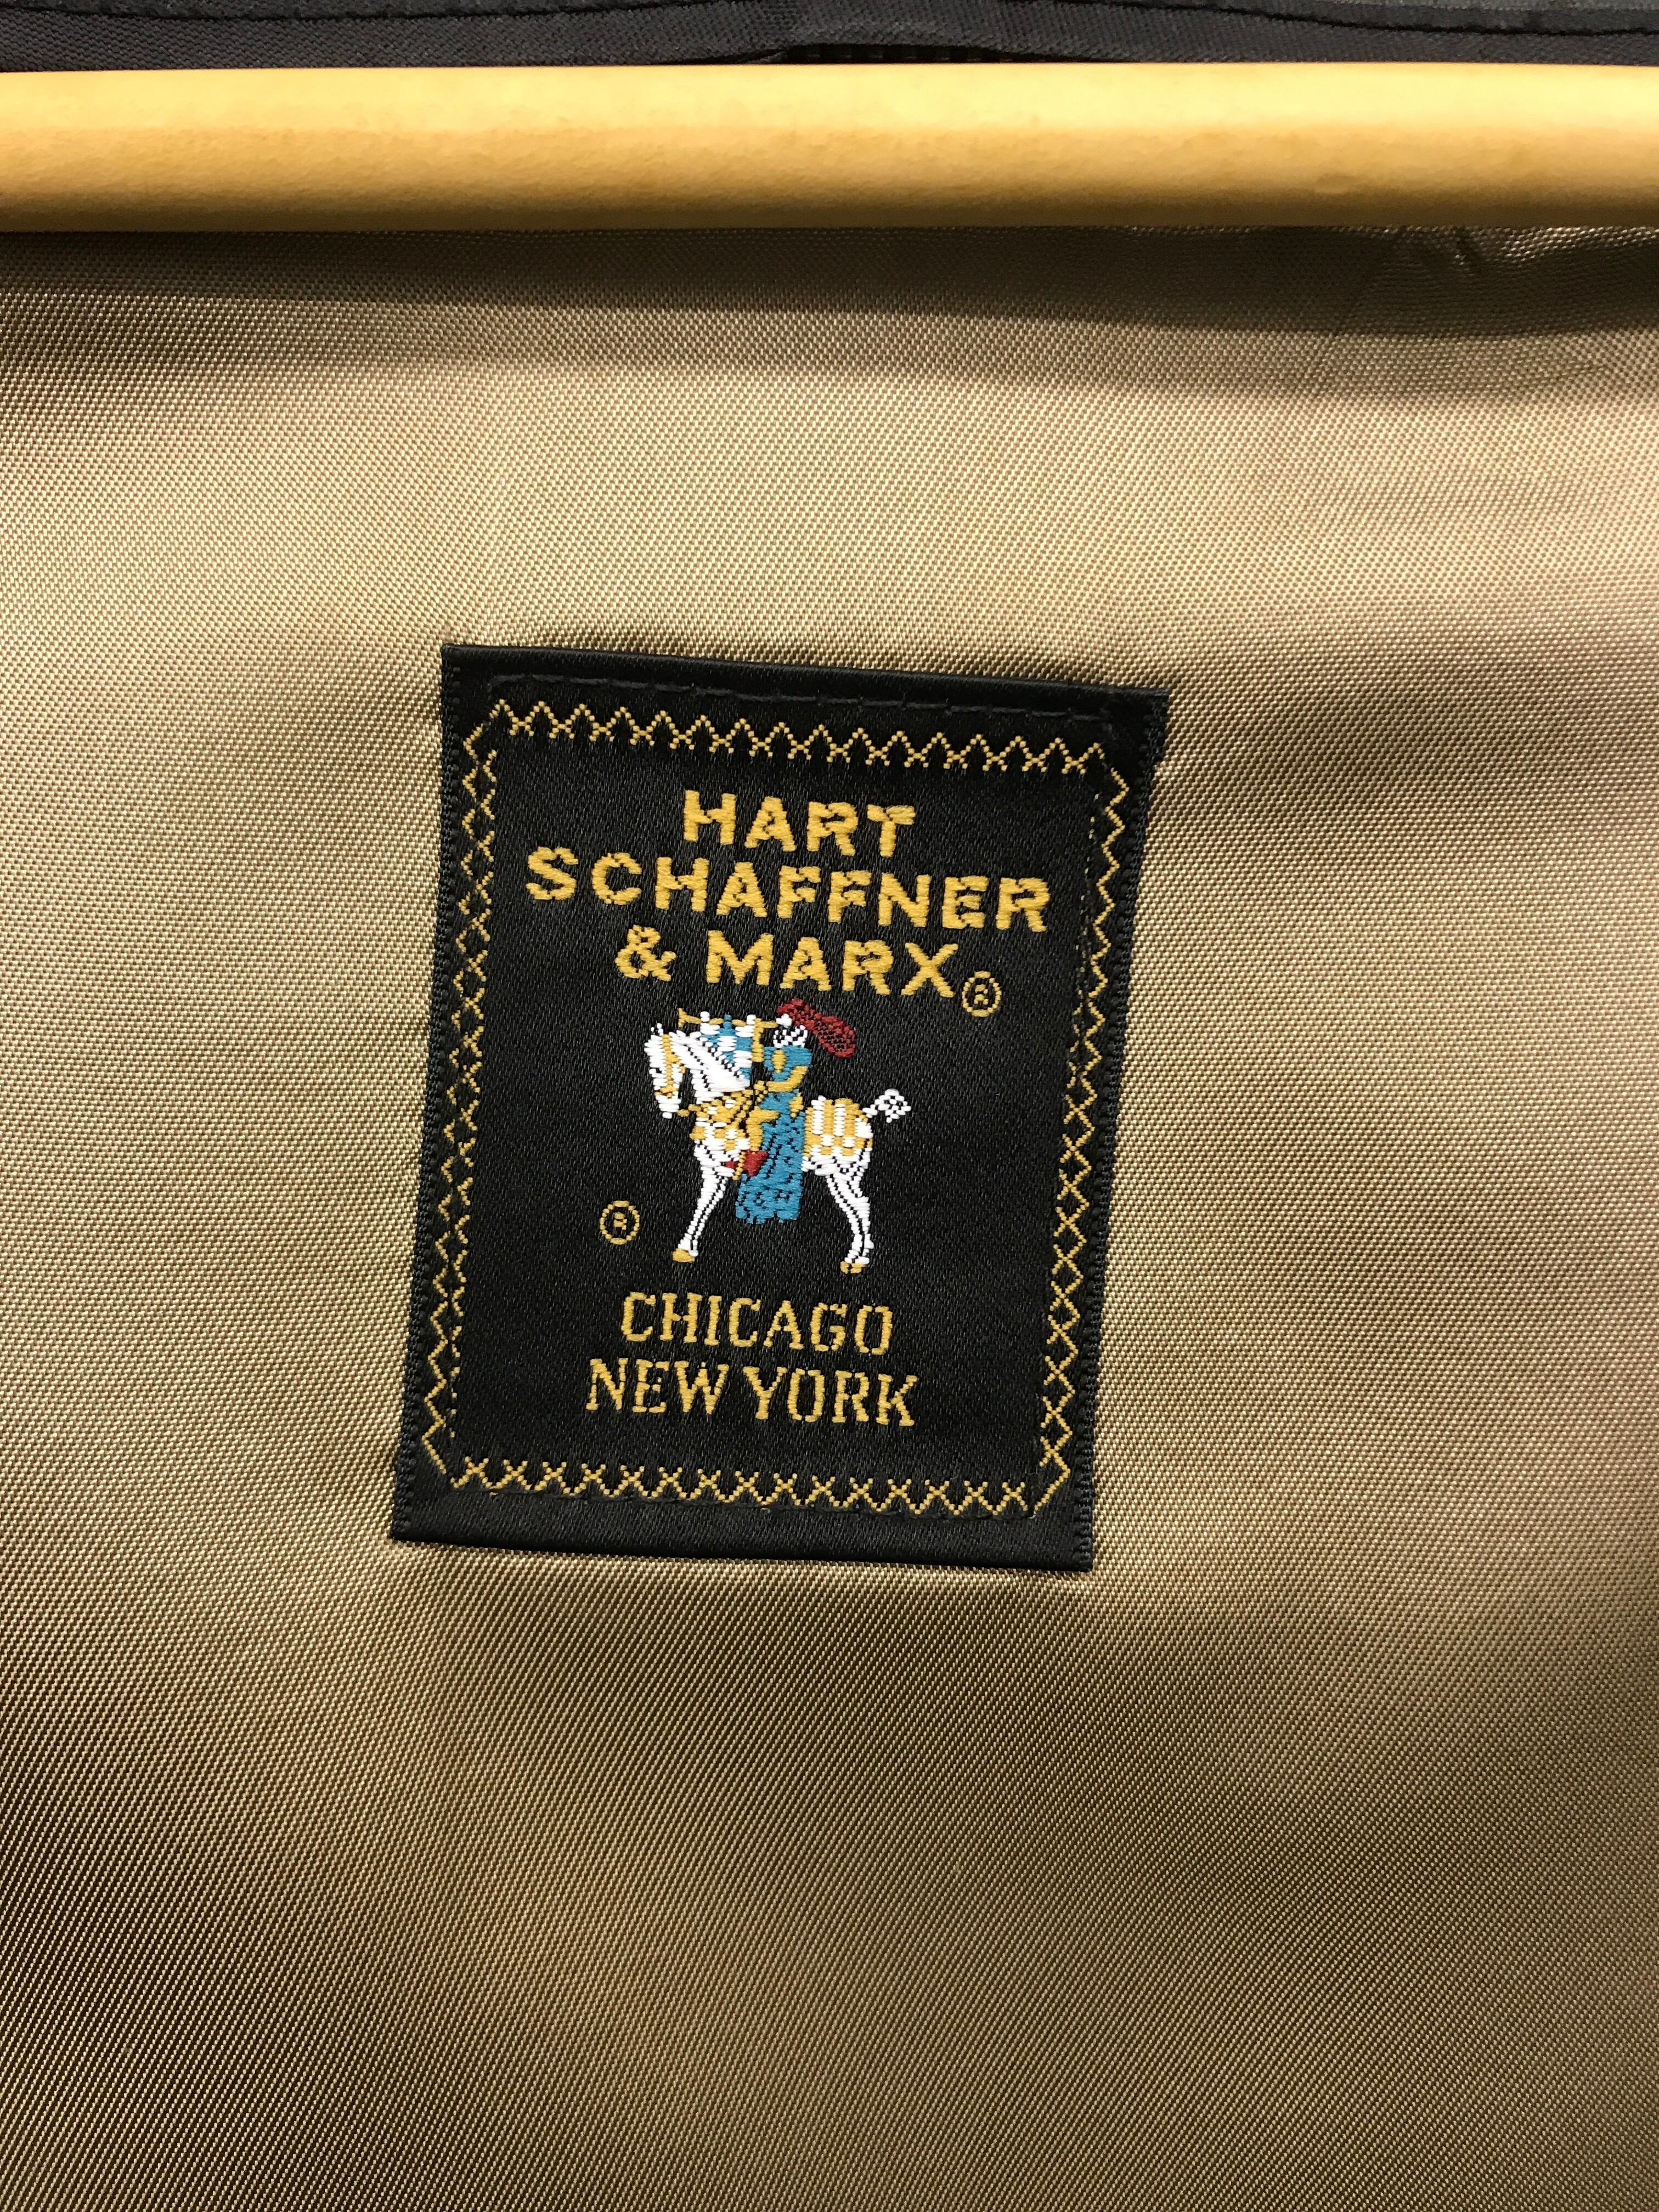 HART
SCHAFFNER
& MARX®
®
CHICAGO
NEW YORK